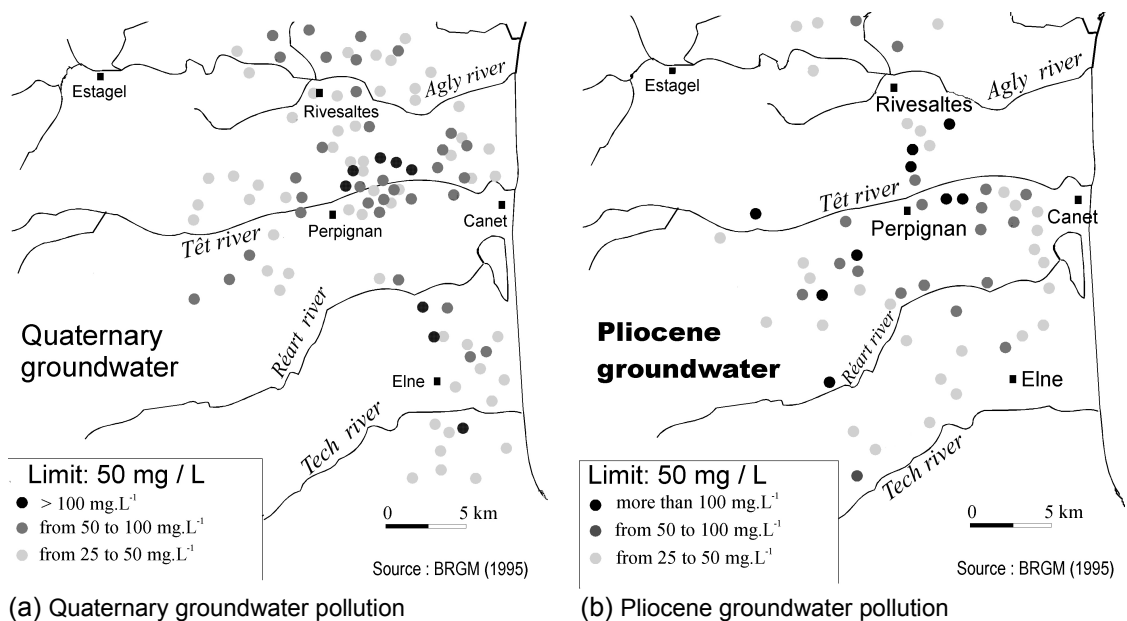 Estagel
Rivesaltes
Agly river
Têt river
Perpignan
Canet
Quaternary
groundwater
Réart river
Elne
Tech river
Limit: 50 mg / L
> 100 mg.L⁻¹
from 50 to 100 mg.L⁻¹
from 25 to 50 mg.L⁻¹
0 5 km
Source : BRGM (1995)
(a) Quaternary groundwater pollution
Estagel
Rivesaltes
Agly river
Têt river
Perpignan
Canet
Pliocene
groundwater
Réart river
Elne
Tech river
Limit: 50 mg / L
more than 100 mg.L⁻¹
from 50 to 100 mg.L⁻¹
from 25 to 50 mg.L⁻¹
0 5 km
Source : BRGM (1995)
(b) Pliocene groundwater pollution